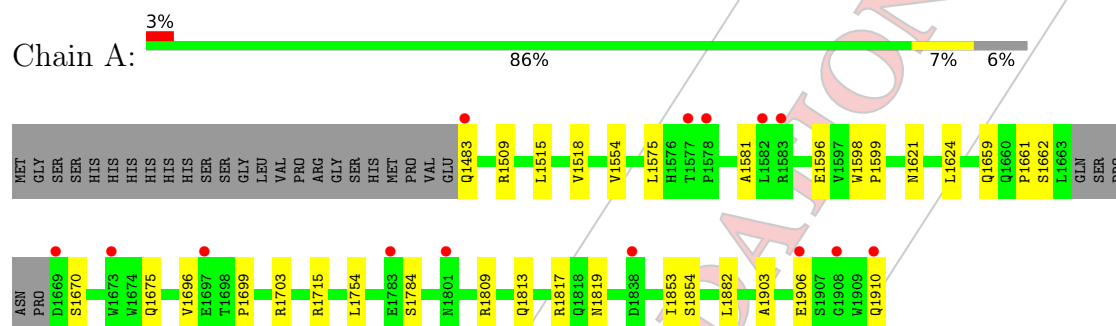 3%
Chain A:
86% 7% 6%
MET GLY SER SER HIS HIS HIS HIS HIS HIS SER SER GLY LEU VAL PRO ARG GLY SER HIS MET PRO VAL GLU Q1483 R1509 L1515 V1518 V1554 L1575 H1576 T1577 P1578 A1581 L1582 R1583 E1596 V1597 W1598 P1599 N1621 L1624 Q1659 Q1660 P1661 S1662 L1663 GLN SER
ASN PRO D1669 S1670 W1673 W1674 Q1675 V1696 E1697 T1698 P1699 R1703 R1715 L1754 E1783 S1784 N1801 R1809 Q1813 R1817 Q1818 N1819 D1838 I1853 S1854 L1882 A1903 E1906 S1907 G1908 W1909 Q1910